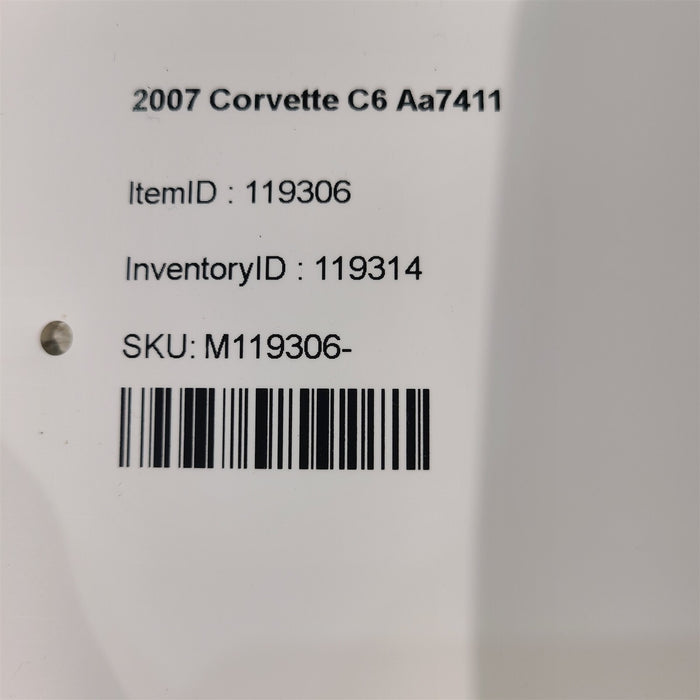 2007 Corvette C6 Aa7411
ItemID : 119306
InventoryID : 119314
SKU: M119306-